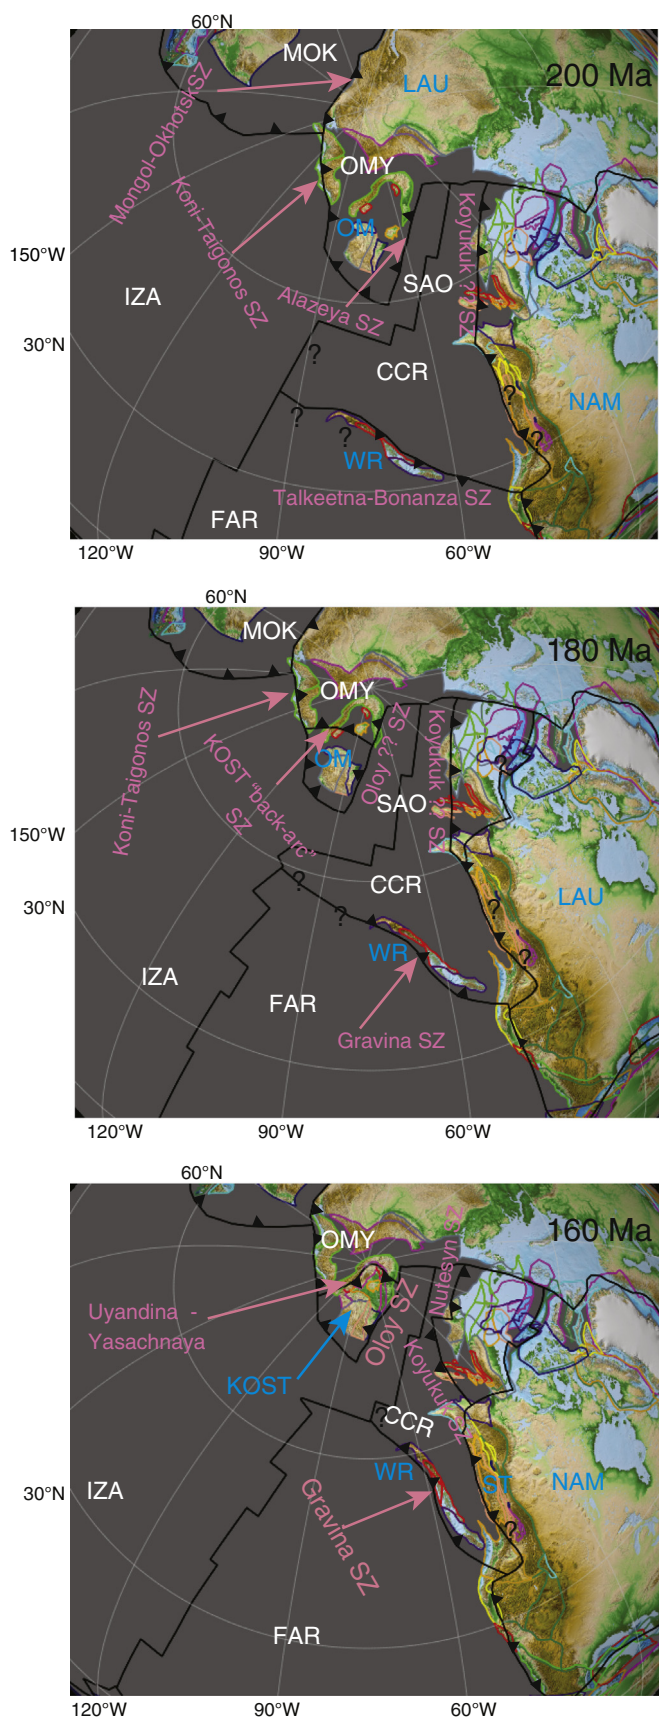 60°N
MOK
LAU
200 Ma
Mongol-OkhotskSZ
OMY
Koni-Taigonos SZ
OM
Koyukuk ?? SZ
150°W
IZA
Alazeya SZ
SAO
30°N
?
CCR
?
NAM
?
?
?
WR
Talkeetna-Bonanza SZ
FAR
120°W
90°W
60°W
60°N
MOK
180 Ma
OMY
Koni-Taigonos SZ
KOST "back-arc" SZ
OM
Oloy ?? SZ
Koyukuk ?? SZ
?
SAO
150°W
CCR
?
LAU
30°N
?
?
?
WR
IZA
FAR
Gravina SZ
120°W
90°W
60°W
60°N
160 Ma
OMY
Nutesyn SZ
Uyandina -
Yasachnaya
Oloy SZ
KOST
Koyukuk SZ
?
CCR
WR
ST
NAM
IZA
30°N
?
Gravina SZ
FAR
120°W
90°W
60°W